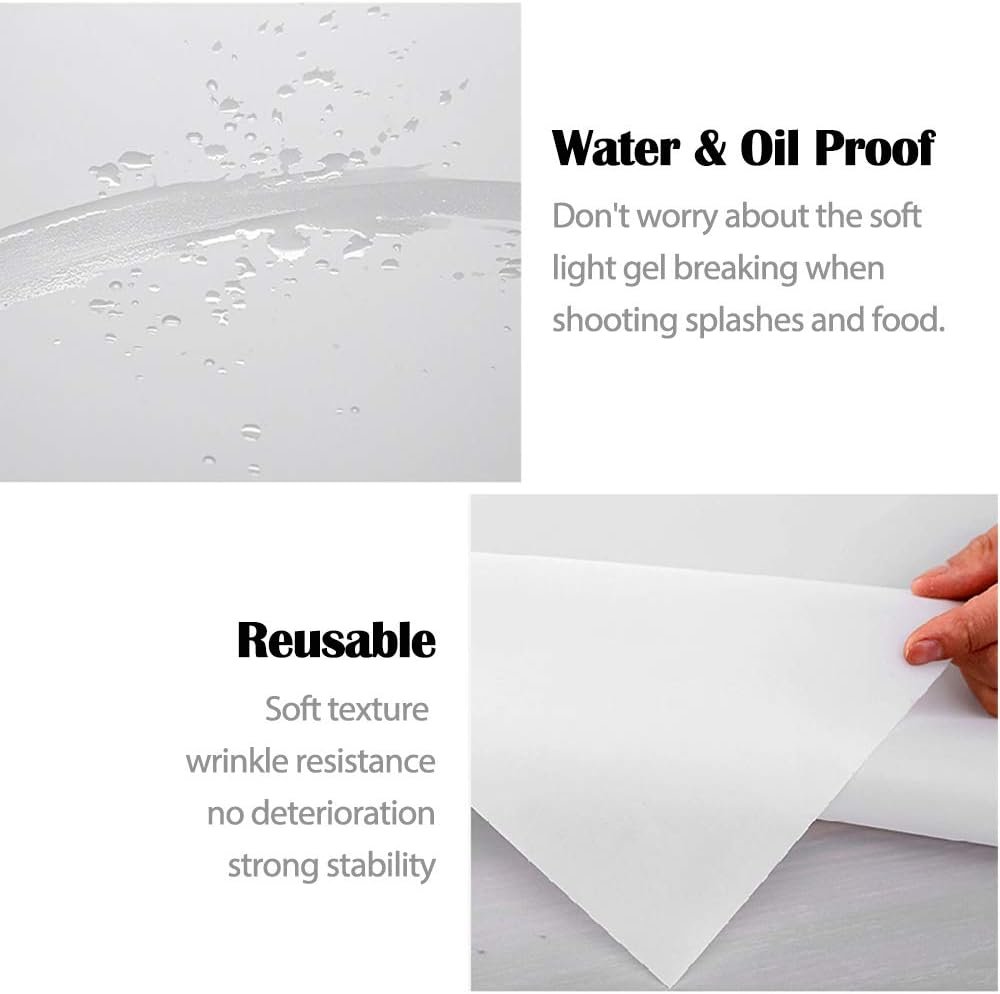 Water & Oil Proof
Don't worry about the soft
light gel breaking when
shooting splashes and food.
Reusable
Soft texture
wrinkle resistance
no deterioration
strong stability